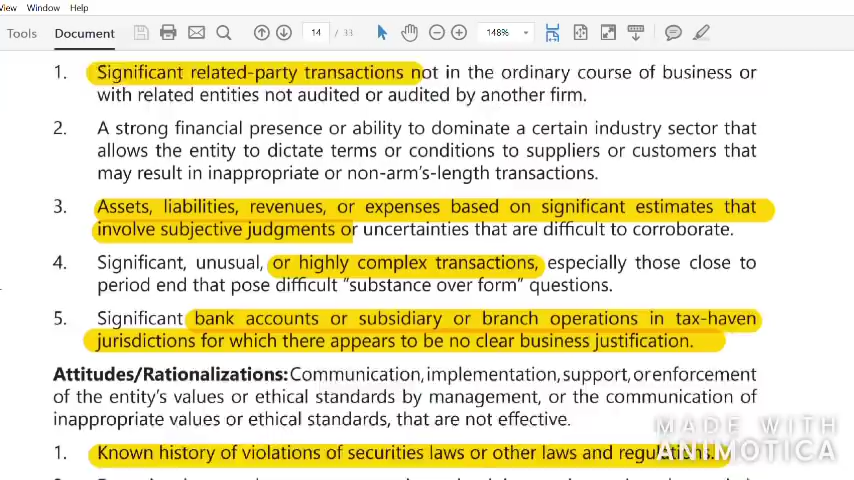 View Window Help
Tools Document 14 / 33 148%
1. Significant related-party transactions not in the ordinary course of business or
with related entities not audited or audited by another firm.
2. A strong financial presence or ability to dominate a certain industry sector that
allows the entity to dictate terms or conditions to suppliers or customers that
may result in inappropriate or non-arm's-length transactions.
3. Assets, liabilities, revenues, or expenses based on significant estimates that
involve subjective judgments or uncertainties that are difficult to corroborate.
4. Significant, unusual, or highly complex transactions, especially those close to
period end that pose difficult “substance over form” questions.
5. Significant bank accounts or subsidiary or branch operations in tax-haven
jurisdictions for which there appears to be no clear business justification.
Attitudes/Rationalizations: Communication, implementation, support, or enforcement
of the entity's values or ethical standards by management, or the communication of
inappropriate values or ethical standards, that are not effective.
MADE WITH
ANIMOTICA
1. Known history of violations of securities laws or other laws and regulations.